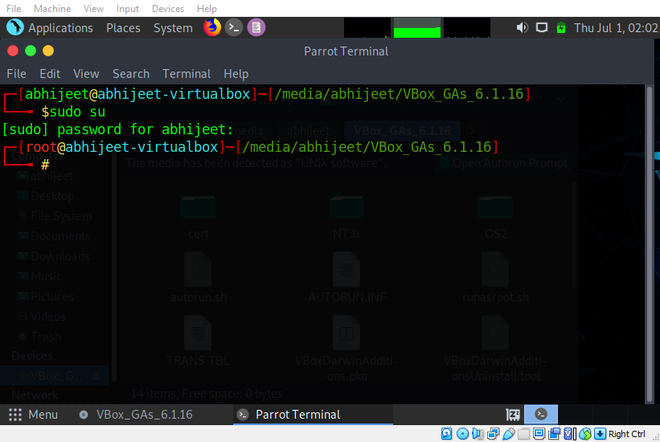 File Machine View Input Devices Help
Applications Places System Thu Jul 1, 02:02
Parrot Terminal
File Edit View Search Terminal Help
[abhijeet@abhijeet-virtualbox]─[/media/abhijeet/VBox_GAs_6.1.16]
$sudo su
[sudo] password for abhijeet:
media abhijeet VBox_GAs_6.1.16
[root@abhijeet-virtualbox]─[/media/abhijeet/VBox_GAs_6.1.16]
#
The media has been detected as "UNIX software". Open Autorun Prompt
abhijeet
Desktop
File System
Documents
Downloads
Music
Pictures
Videos
Trash
Devices
VBox_G...
Network
cert NT3x OS2
autorun.sh AUTORUN.INF runasroot.sh
TRANS.TBL VBoxDarwinAdditi-
ons.pkg
VBoxDarwinAdditi-
onsUninstall.tool
14 items, Free space: 0 bytes
Menu VBox_GAs_6.1.16 Parrot Terminal
Right Ctrl